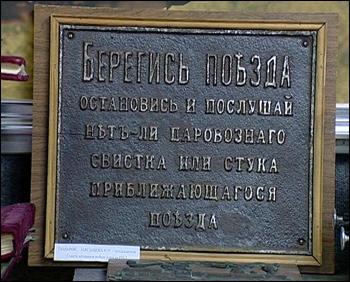 Берегись поѣзда
остановись и послушай
нѣтъ-ли паровознаго
свистка или стука
приближающагося
поѣзда